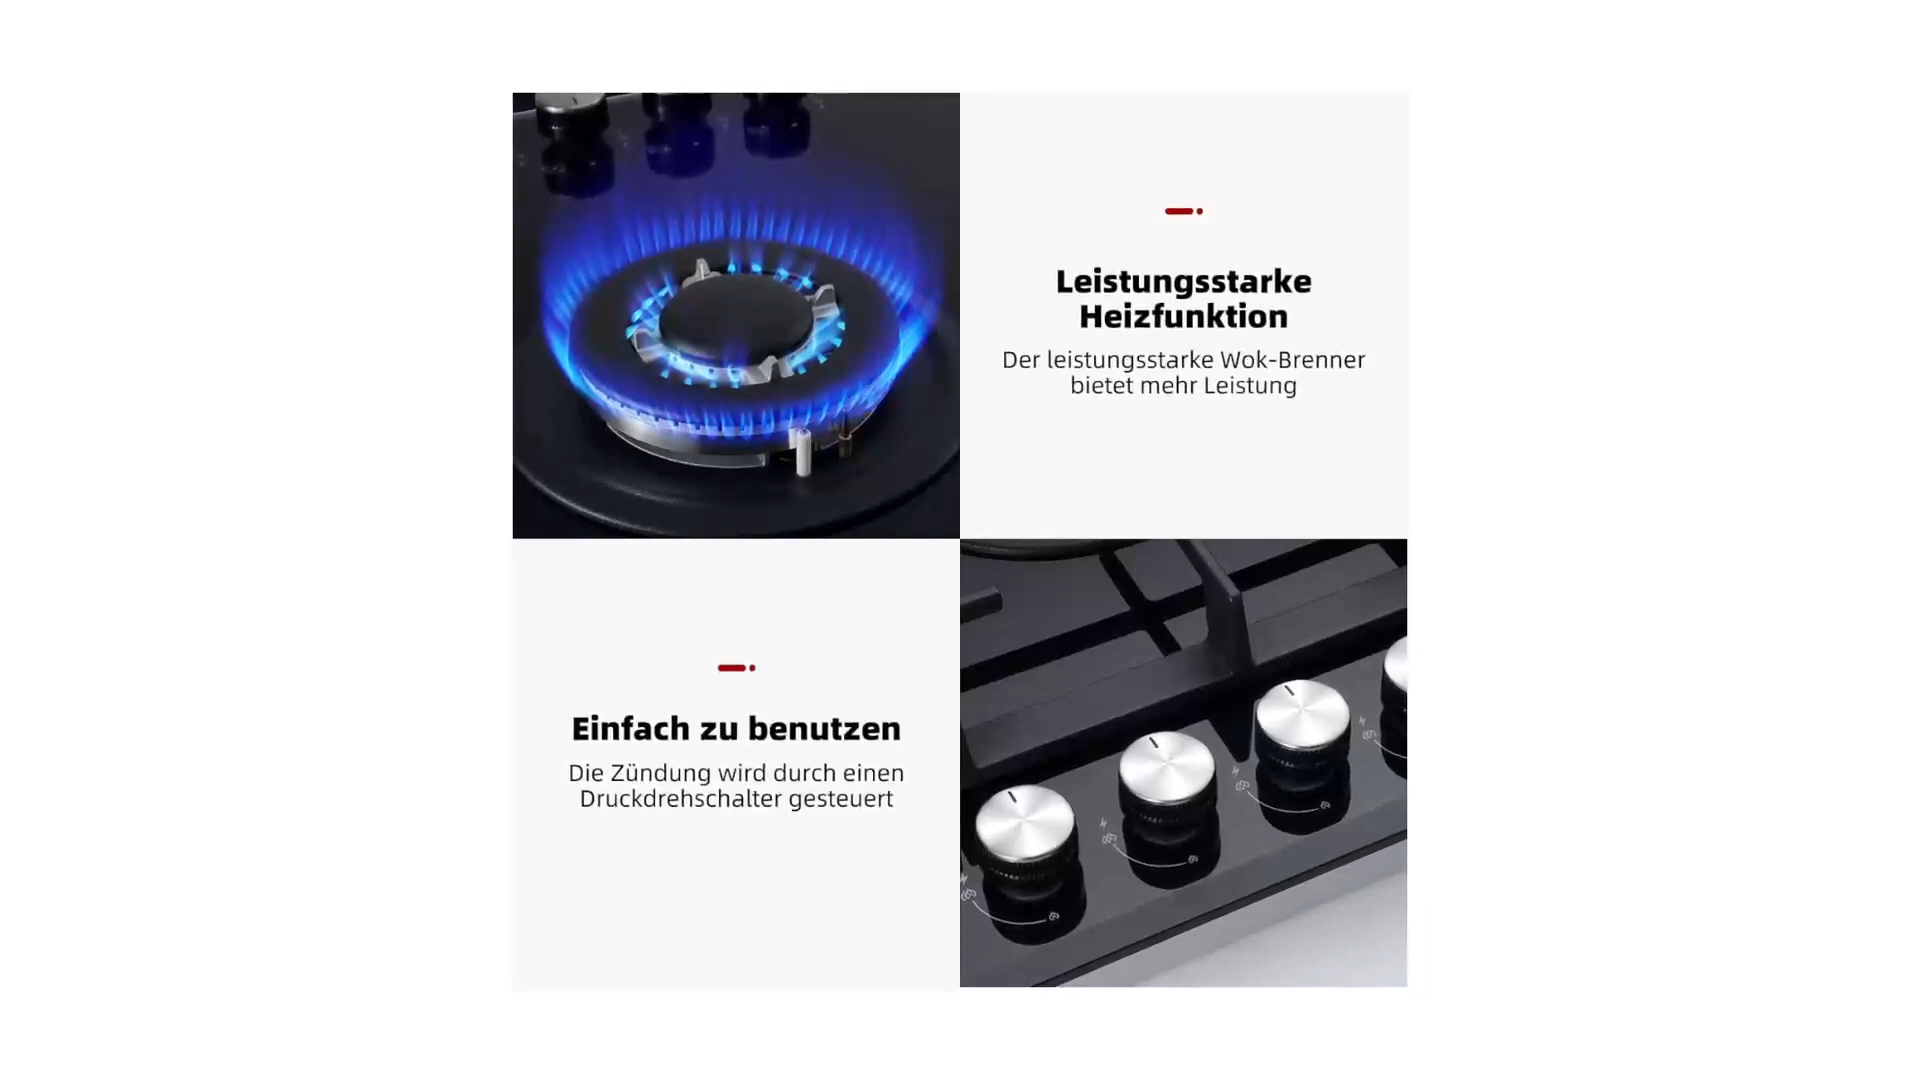 Leistungsstarke
Heizfunktion
Der leistungsstarke Wok-Brenner
bietet mehr Leistung
Einfach zu benutzen
Die Zündung wird durch einen
Druckdrehschalter gesteuert